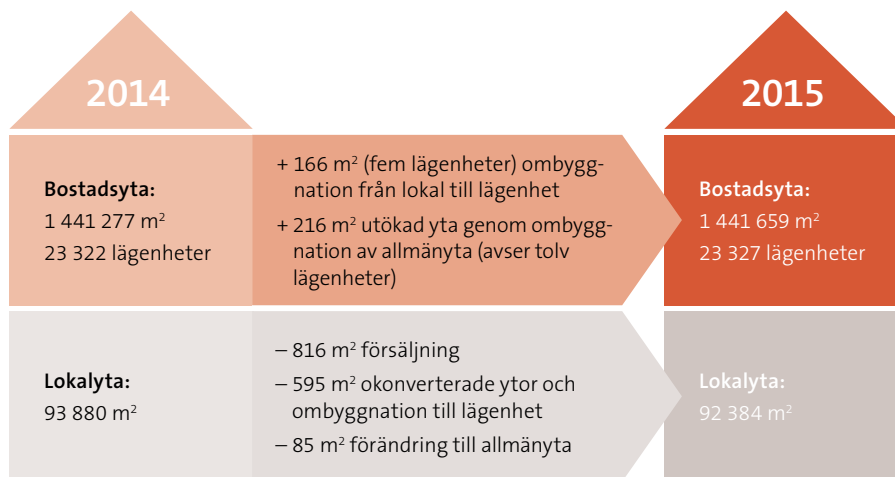 2014
2015
Bostadsyta:
1 441 277 m²
23 322 lägenheter
+ 166 m² (fem lägenheter) ombygg-
nation från lokal till lägenhet
+ 216 m² utökad yta genom ombygg-
nation av allmänyta (avser tolv
lägenheter)
Bostadsyta:
1 441 659 m²
23 327 lägenheter
Lokalyta:
93 880 m²
– 816 m² försäljning
– 595 m² okonverterade ytor och
ombyggnation till lägenhet
– 85 m² förändring till allmänyta
Lokalyta:
92 384 m²